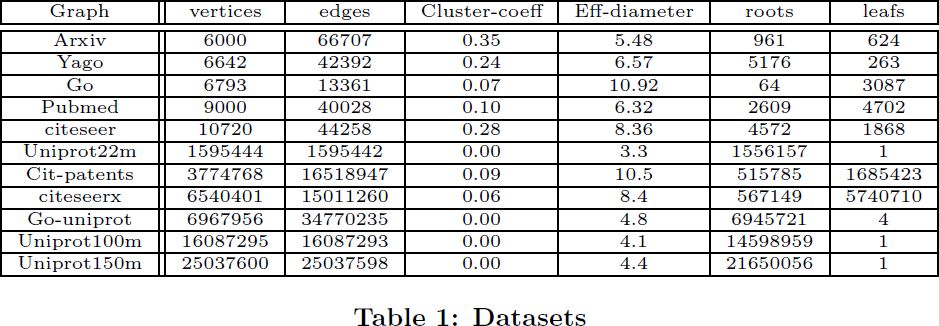 Graph vertices edges Cluster-coeff Eff-diameter roots leafs
Arxiv 6000 66707 0.35 5.48 961 624
Yago 6642 42392 0.24 6.57 5176 263
Go 6793 13361 0.07 10.92 64 3087
Pubmed 9000 40028 0.10 6.32 2609 4702
citeseer 10720 44258 0.28 8.36 4572 1868
Uniprot22m 1595444 1595442 0.00 3.3 1556157 1
Cit-patents 3774768 16518947 0.09 10.5 515785 1685423
citeseerx 6540401 15011260 0.06 8.4 567149 5740710
Go-uniprot 6967956 34770235 0.00 4.8 6945721 4
Uniprot100m 16087295 16087293 0.00 4.1 14598959 1
Uniprot150m 25037600 25037598 0.00 4.4 21650056 1
Table 1: Datasets